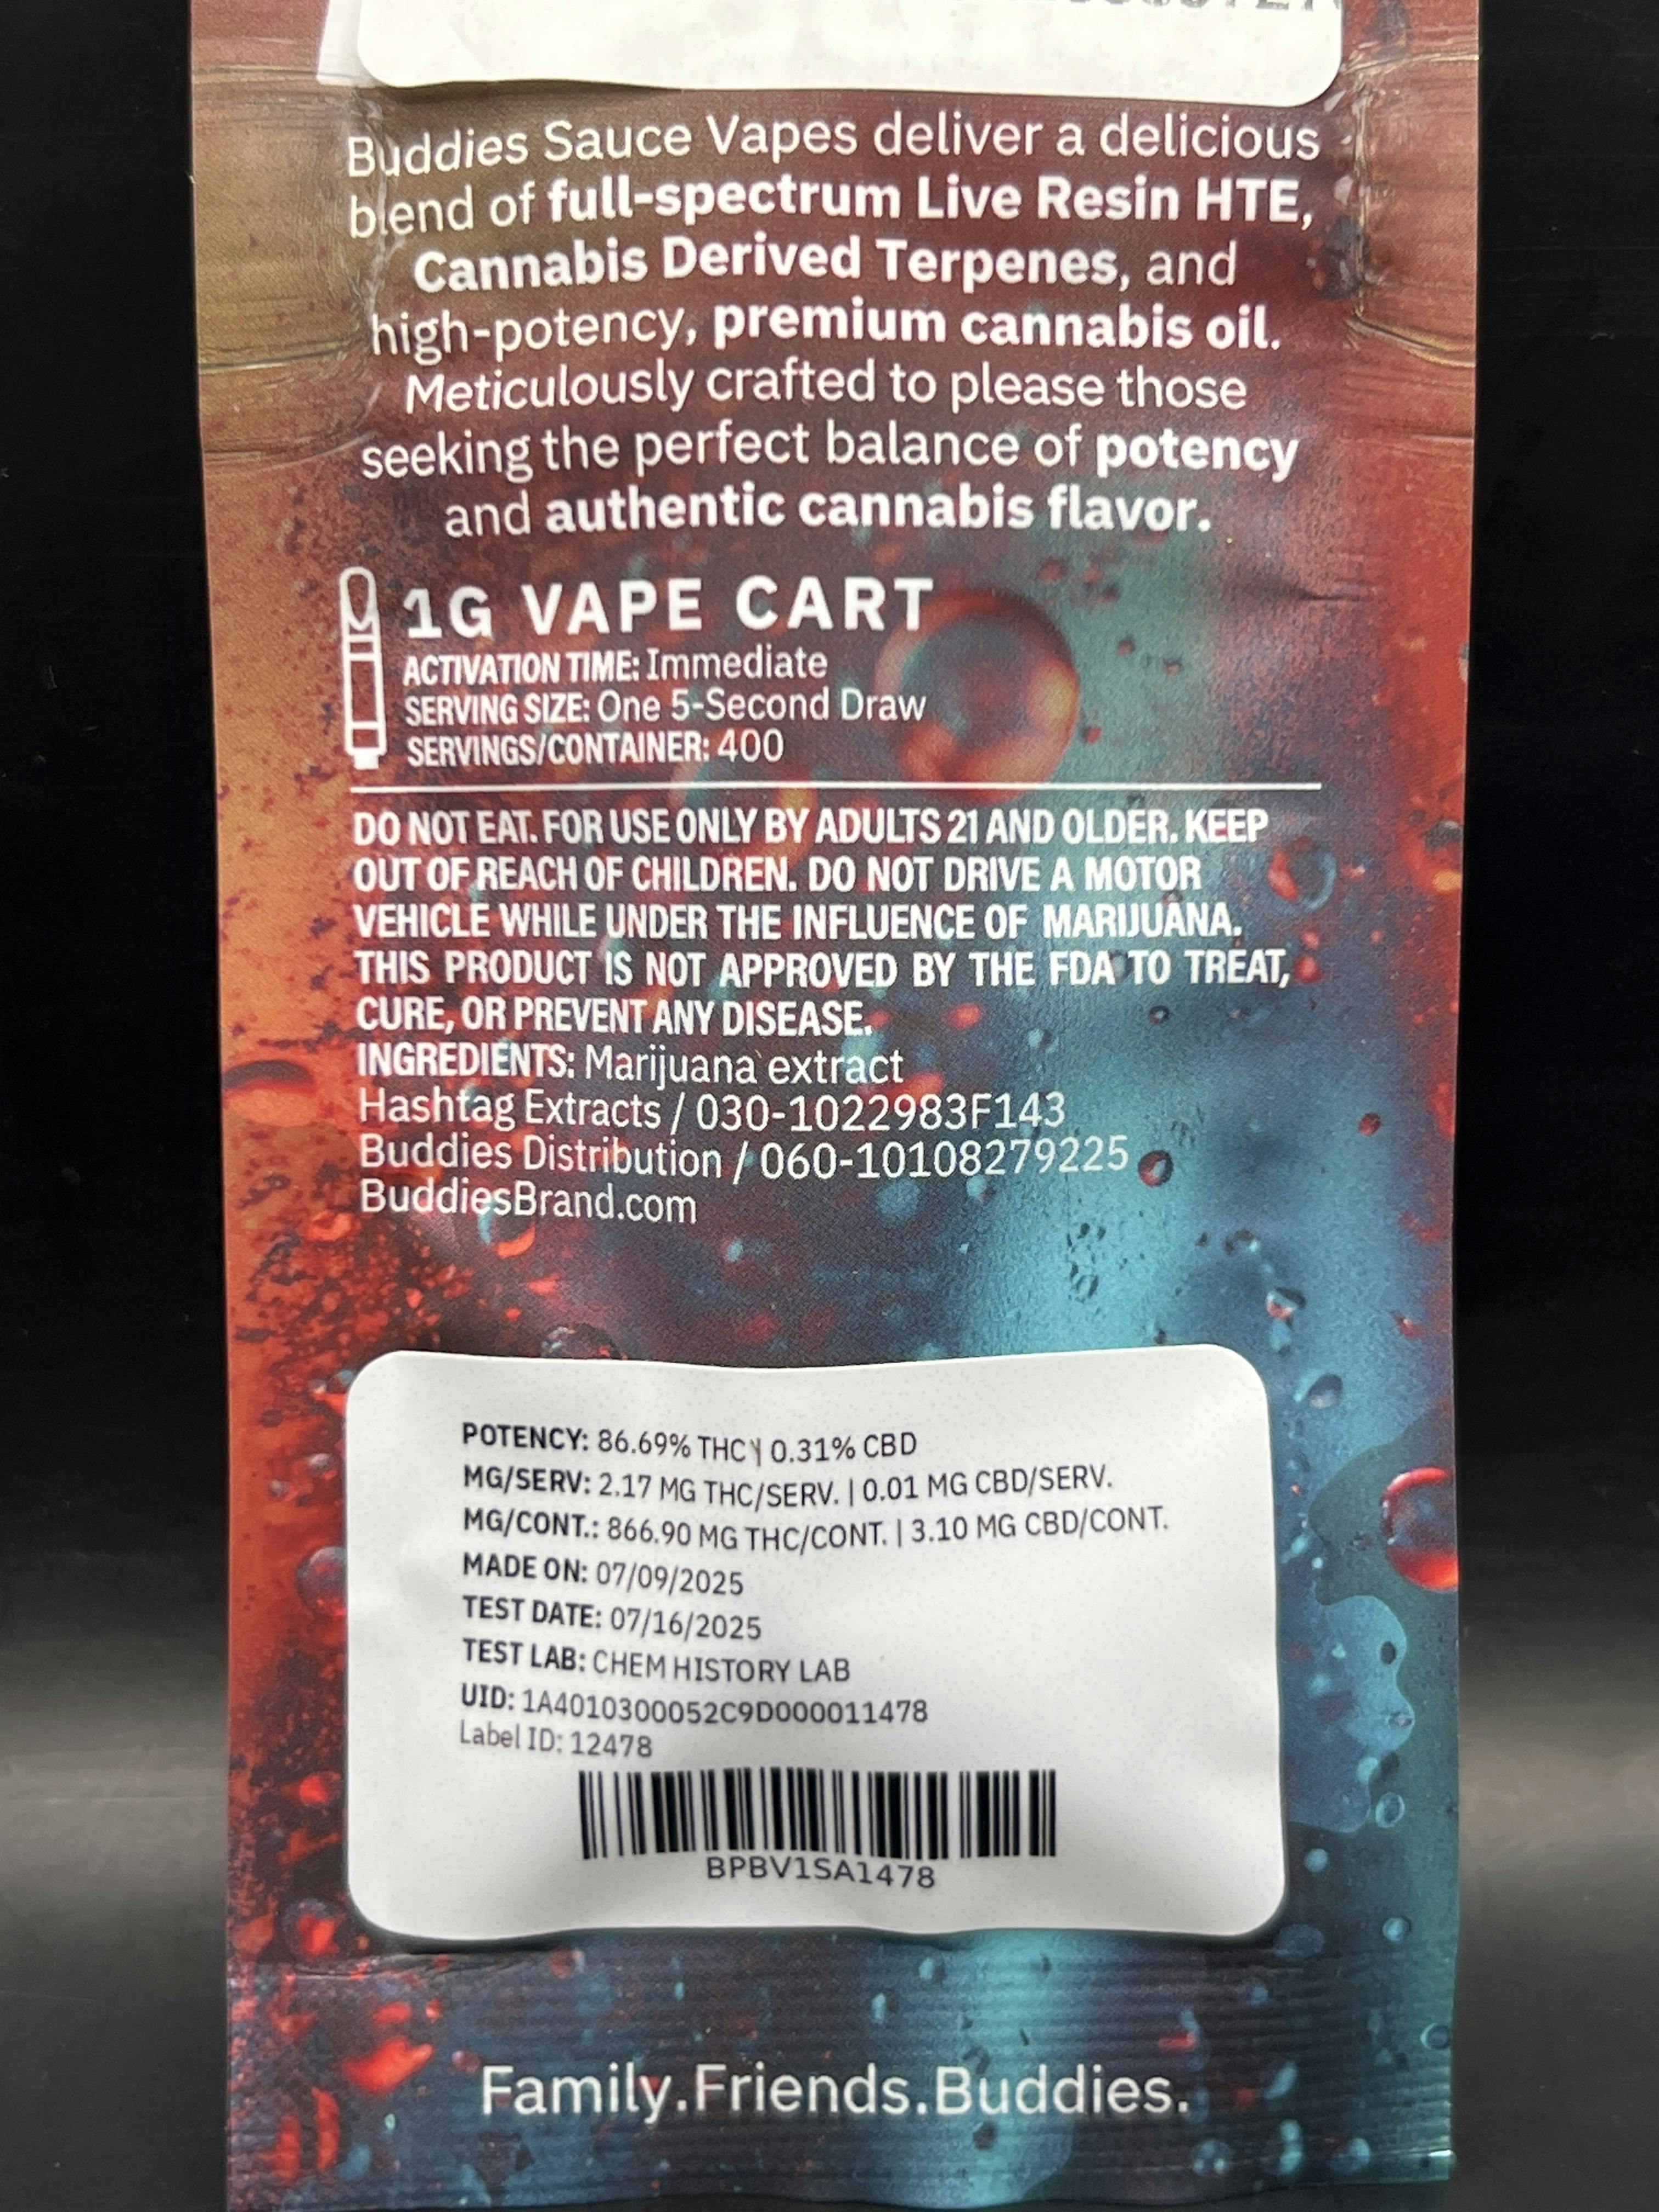 Buddies Sauce Vapes deliver a delicious
blend of full-spectrum Live Resin HTE,
Cannabis Derived Terpenes, and
high-potency, premium cannabis oil.
Meticulously crafted to please those
seeking the perfect balance of potency
and authentic cannabis flavor.
1G VAPE CART
ACTIVATION TIME: Immediate
SERVING SIZE: One 5-Second Draw
SERVINGS/CONTAINER: 400
DO NOT EAT. FOR USE ONLY BY ADULTS 21 AND OLDER. KEEP
OUT OF REACH OF CHILDREN. DO NOT DRIVE A MOTOR
VEHICLE WHILE UNDER THE INFLUENCE OF MARIJUANA.
THIS PRODUCT IS NOT APPROVED BY THE FDA TO TREAT,
CURE, OR PREVENT ANY DISEASE.
INGREDIENTS: Marijuana extract
Hashtag Extracts / 030-1022983F143
Buddies Distribution / 060-10108279225
BuddiesBrand.com
POTENCY: 86.69% THC | 0.31% CBD
MG/SERV: 2.17 MG THC/SERV. | 0.01 MG CBD/SERV.
MG/CONT.: 866.90 MG THC/CONT. | 3.10 MG CBD/CONT.
MADE ON: 07/09/2025
TEST DATE: 07/16/2025
TEST LAB: CHEM HISTORY LAB
UID: 1A4010300052C9D000011478
Label ID: 12478
BPBV1SA1478
Family.Friends.Buddies.